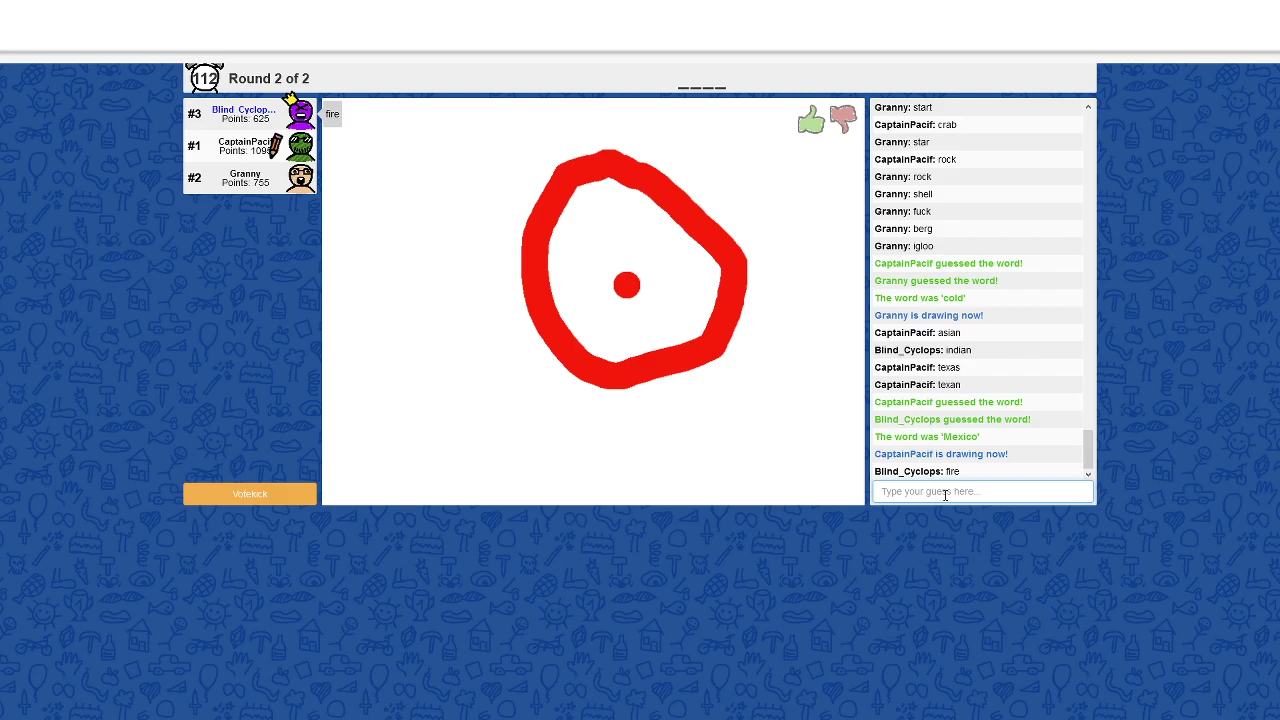 112 Round 2 of 2
____
#3 Blind_Cyclop...
Points: 625
#1 CaptainPacif
Points: 1095
#2 Granny
Points: 755
fire
Votekick
Granny: start
CaptainPacif: crab
Granny: star
CaptainPacif: rock
Granny: rock
Granny: shell
Granny: fuck
Granny: berg
Granny: igloo
CaptainPacif guessed the word!
Granny guessed the word!
The word was 'cold'
Granny is drawing now!
CaptainPacif: asian
Blind_Cyclops: indian
CaptainPacif: texas
CaptainPacif: texan
CaptainPacif guessed the word!
Blind_Cyclops guessed the word!
The word was 'Mexico'
CaptainPacif is drawing now!
Blind_Cyclops: fire
Type your guess here...